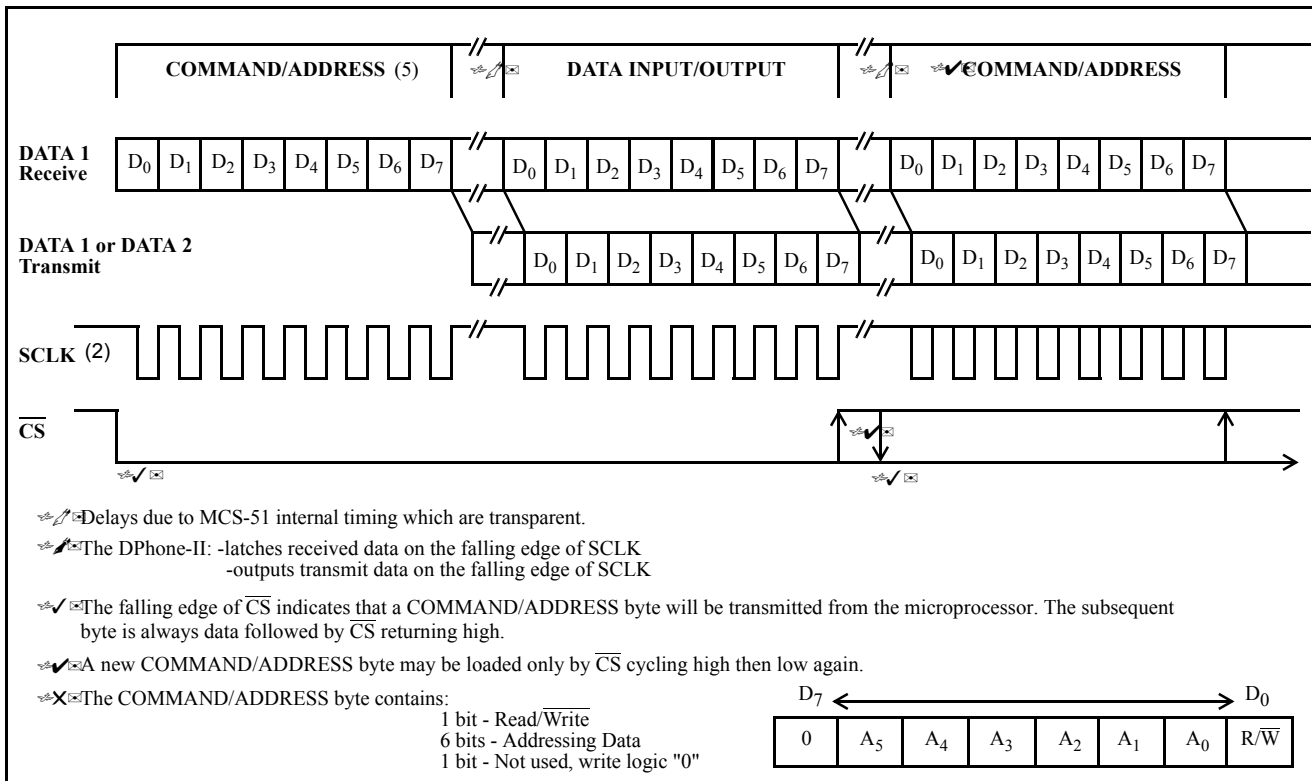 COMMAND/ADDRESS (5) DATA INPUT/OUTPUT COMMAND/ADDRESS
DATA 1
Receive
D0 D1 D2 D3 D4 D5 D6 D7 D0 D1 D2 D3 D4 D5 D6 D7 D0 D1 D2 D3 D4 D5 D6 D7
DATA 1 or DATA 2
Transmit
D0 D1 D2 D3 D4 D5 D6 D7 D0 D1 D2 D3 D4 D5 D6 D7
SCLK (2)
CS
Delays due to MCS-51 internal timing which are transparent.
The DPhone-II: -latches received data on the falling edge of SCLK
-outputs transmit data on the falling edge of SCLK
The falling edge of CS indicates that a COMMAND/ADDRESS byte will be transmitted from the microprocessor. The subsequent
byte is always data followed by CS returning high.
A new COMMAND/ADDRESS byte may be loaded only by CS cycling high then low again.
The COMMAND/ADDRESS byte contains:
1 bit - Read/Write
6 bits - Addressing Data
1 bit - Not used, write logic "0"
D7 D0
0 A5 A4 A3 A2 A1 A0 R/W